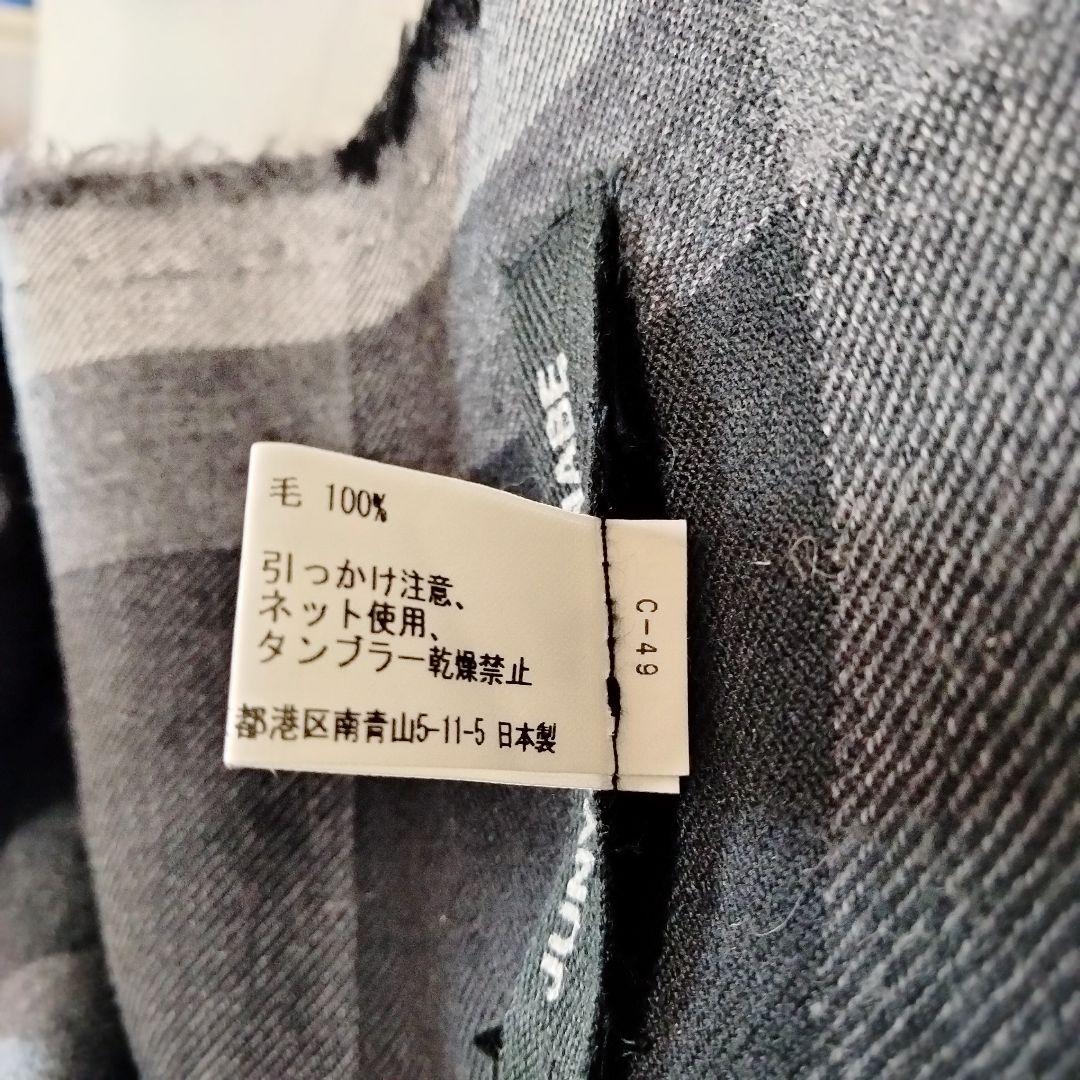 毛 100%
引っかけ注意、
ネット使用、
タンブラー乾燥禁止
都港区南青山5-11-5 日本製
C-49